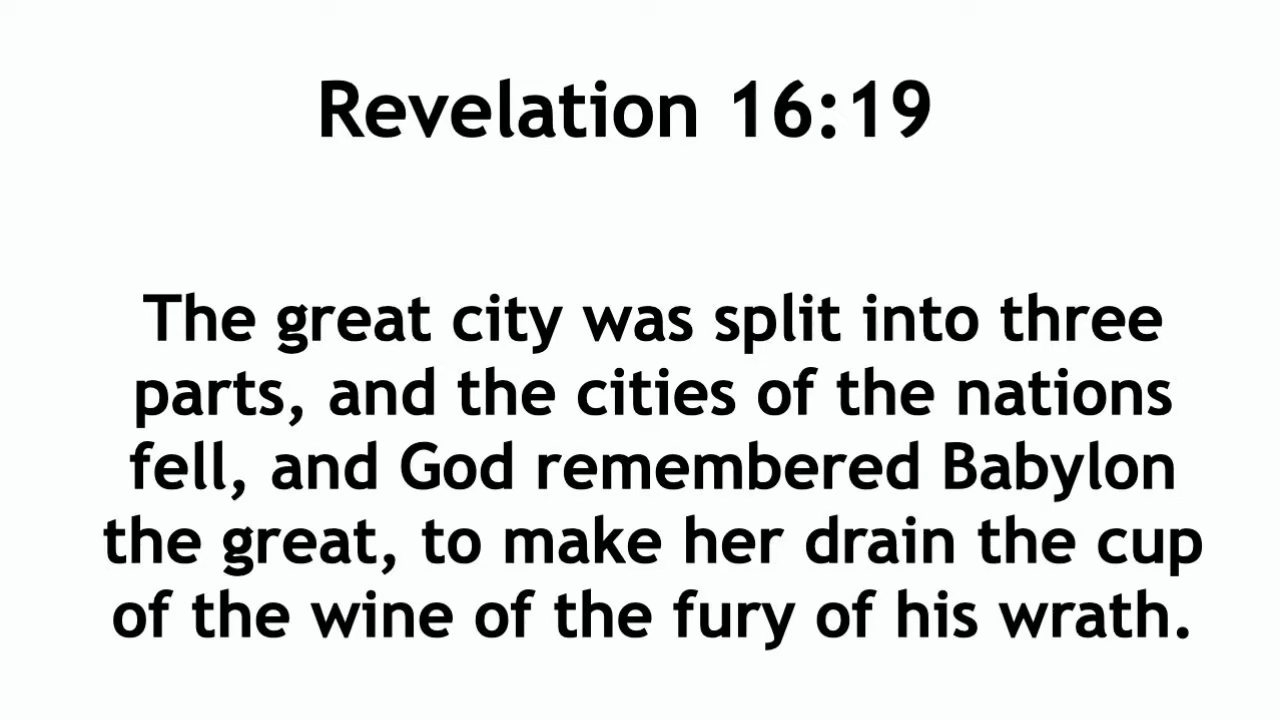 Revelation 16:19
The great city was split into three
parts, and the cities of the nations
fell, and God remembered Babylon
the great, to make her drain the cup
of the wine of the fury of his wrath.